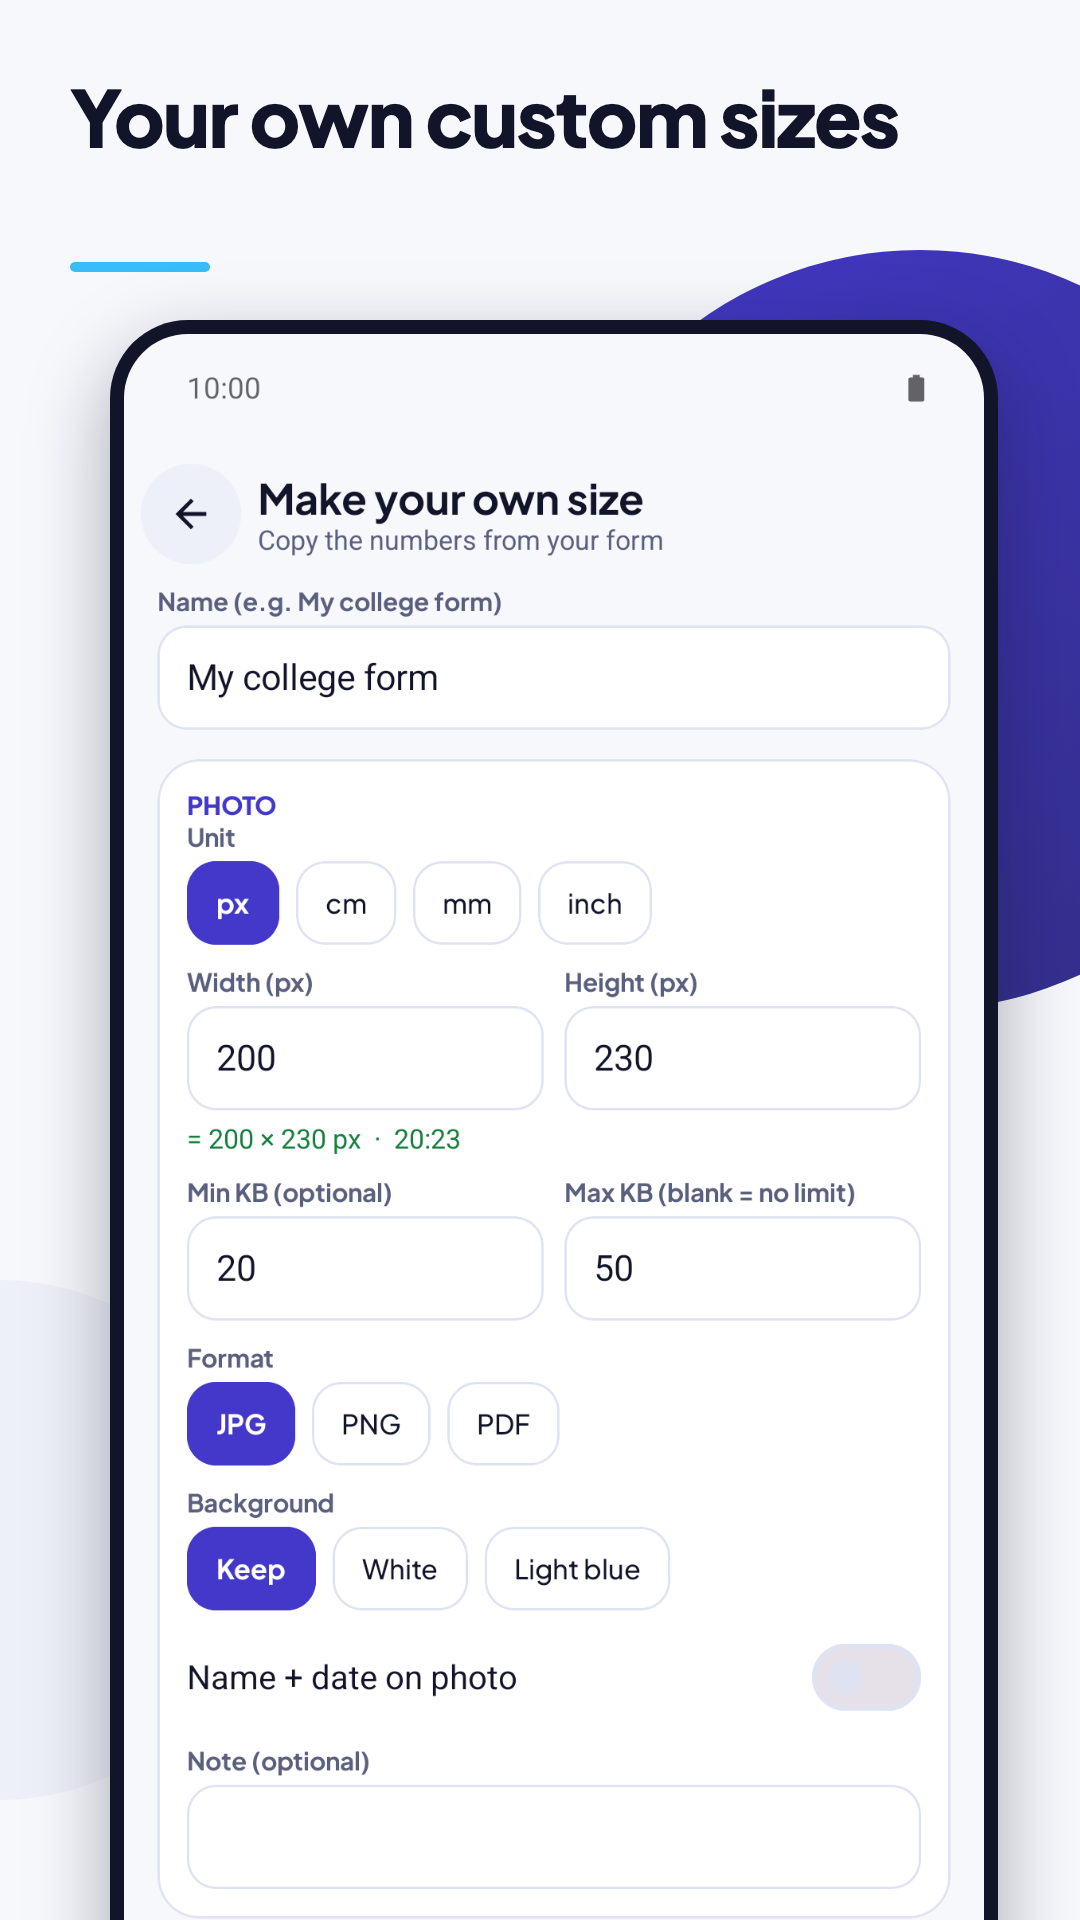 Your own custom sizes
10:00
Make your own size
Copy the numbers from your form
Name (e.g. My college form)
My college form
PHOTO
Unit
px cm mm inch
Width (px) Height (px)
200 230
= 200 × 230 px · 20:23
Min KB (optional) Max KB (blank = no limit)
20 50
Format
JPG PNG PDF
Background
Keep White Light blue
Name + date on photo
Note (optional)